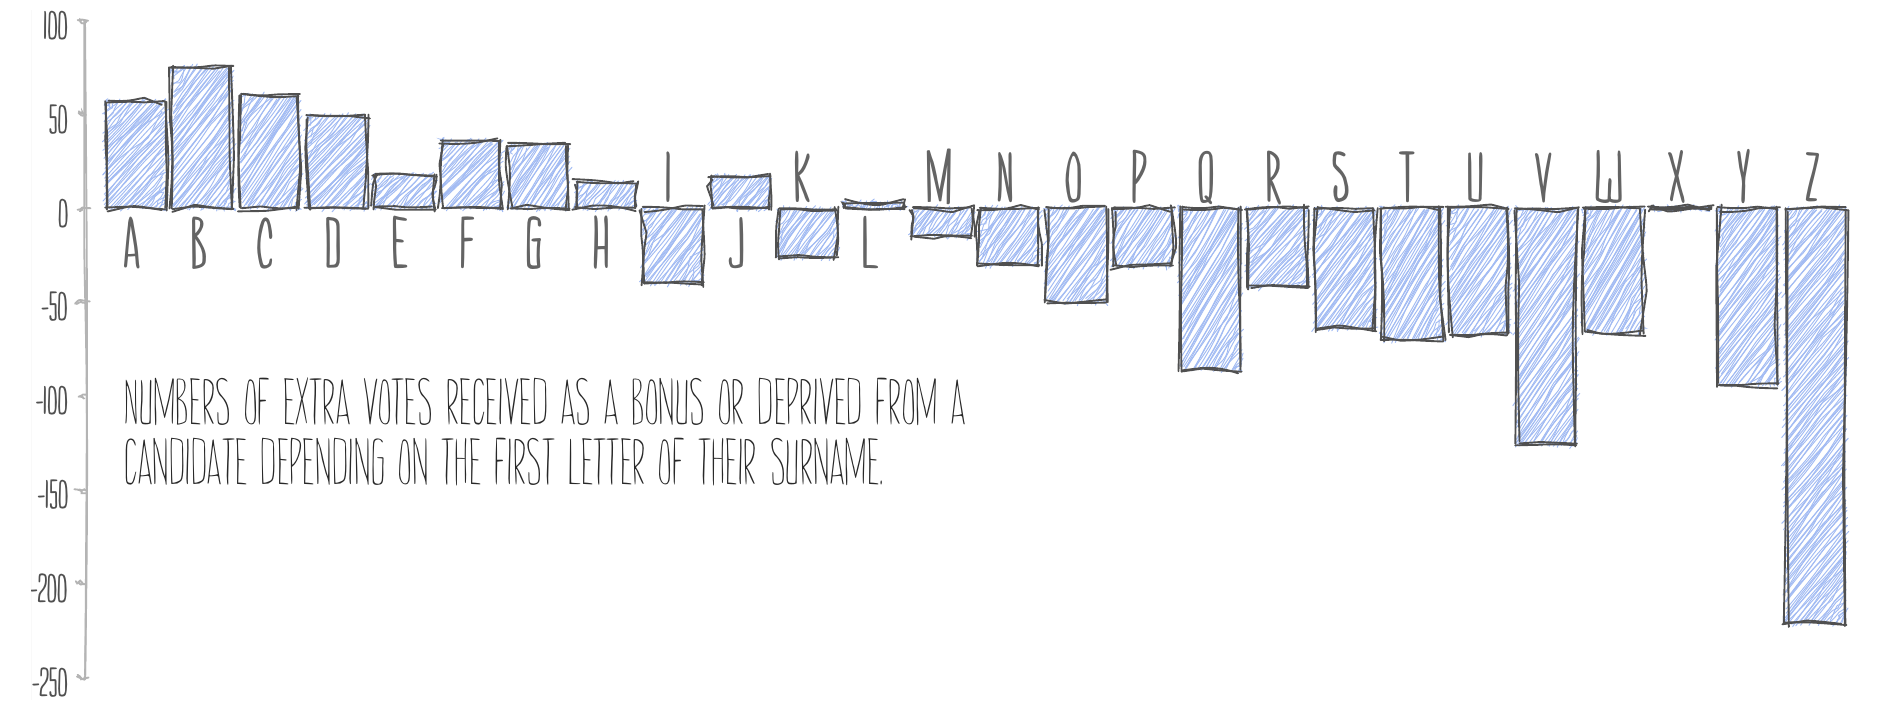 100
50
0
-50
-100
-150
-200
-250
I K M N O P Q R S T U V W X Y Z
A B C D E F G H J L
NUMBERS OF EXTRA VOTES RECEIVED AS A BONUS OR DEPRIVED FROM A
CANDIDATE DEPENDING ON THE FIRST LETTER OF THEIR SURNAME.